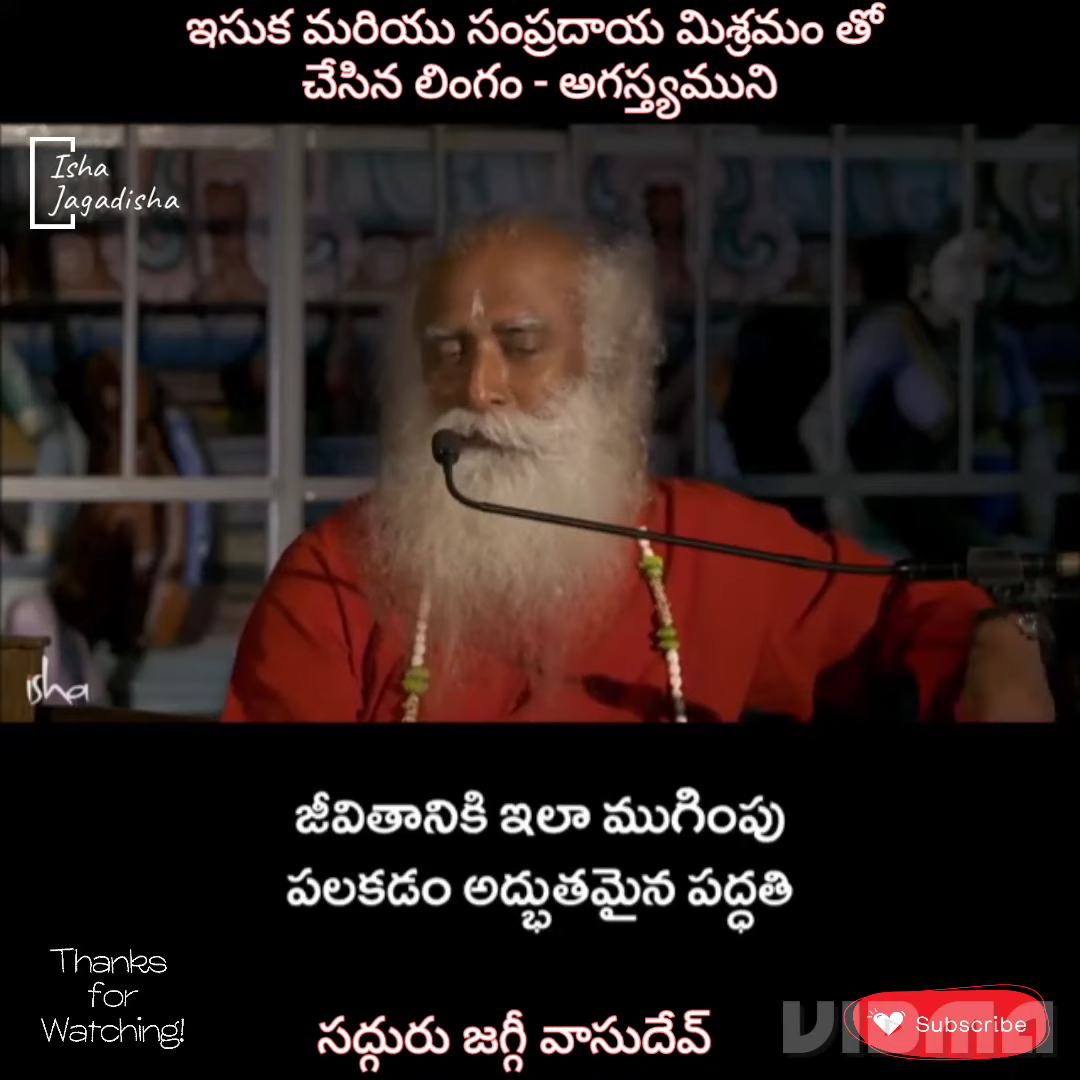 ఇసుక మరియు సంప్రదాయ మిశ్రమం తో
చేసిన లింగం - అగస్త్యముని
Isha
Jagadisha
isha
జీవితానికి ఇలా ముగింపు
పలకడం అద్భుతమైన పద్ధతి
Thanks
for
Watching!
సద్గురు జగ్గీ వాసుదేవ్
Subscribe